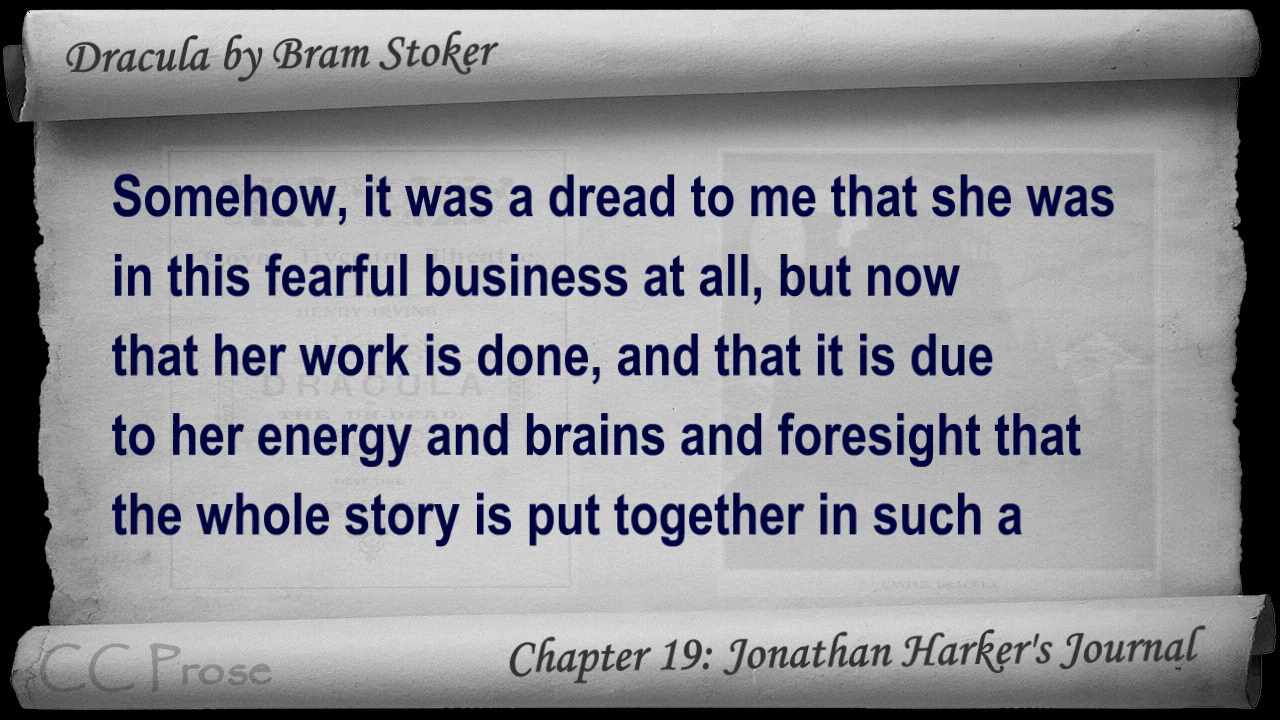 Dracula by Bram Stoker
Somehow, it was a dread to me that she was
in this fearful business at all, but now
that her work is done, and that it is due
to her energy and brains and foresight that
the whole story is put together in such a
DRACULA
CC Prose
Chapter 19: Jonathan Harker's Journal